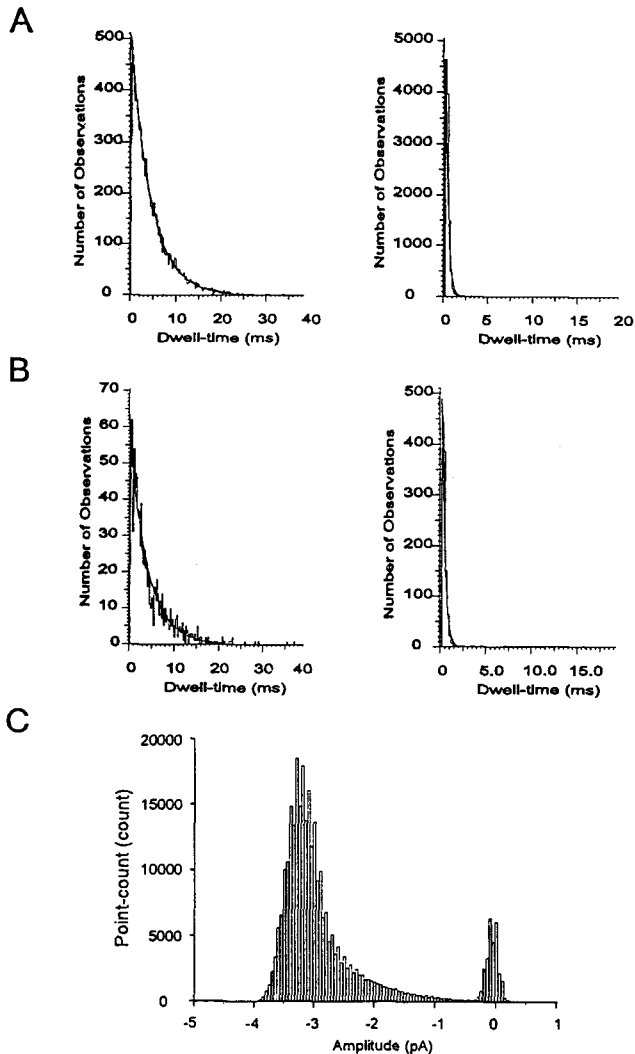 A
Number of Observations
500
400
300
200
100
0
0 10 20 30 40
Dwell-time (ms)
Number of Observations
5000
4000
3000
2000
1000
0
0 5 10 15 20
Dwell-time (ms)
B
Number of Observations
70
60
50
40
30
20
10
0
0 10 20 30 40
Dwell-time (ms)
Number of Observations
500
400
300
200
100
0
0 5.0 10.0 15.0
Dwell-time (ms)
C
Point-count (count)
20000
15000
10000
5000
0
-5 -4 -3 -2 -1 0 1
Amplitude (pA)